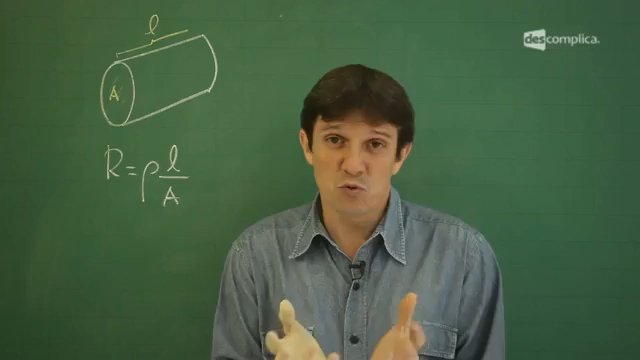 l
descomplica.
A
R = ρ l/A